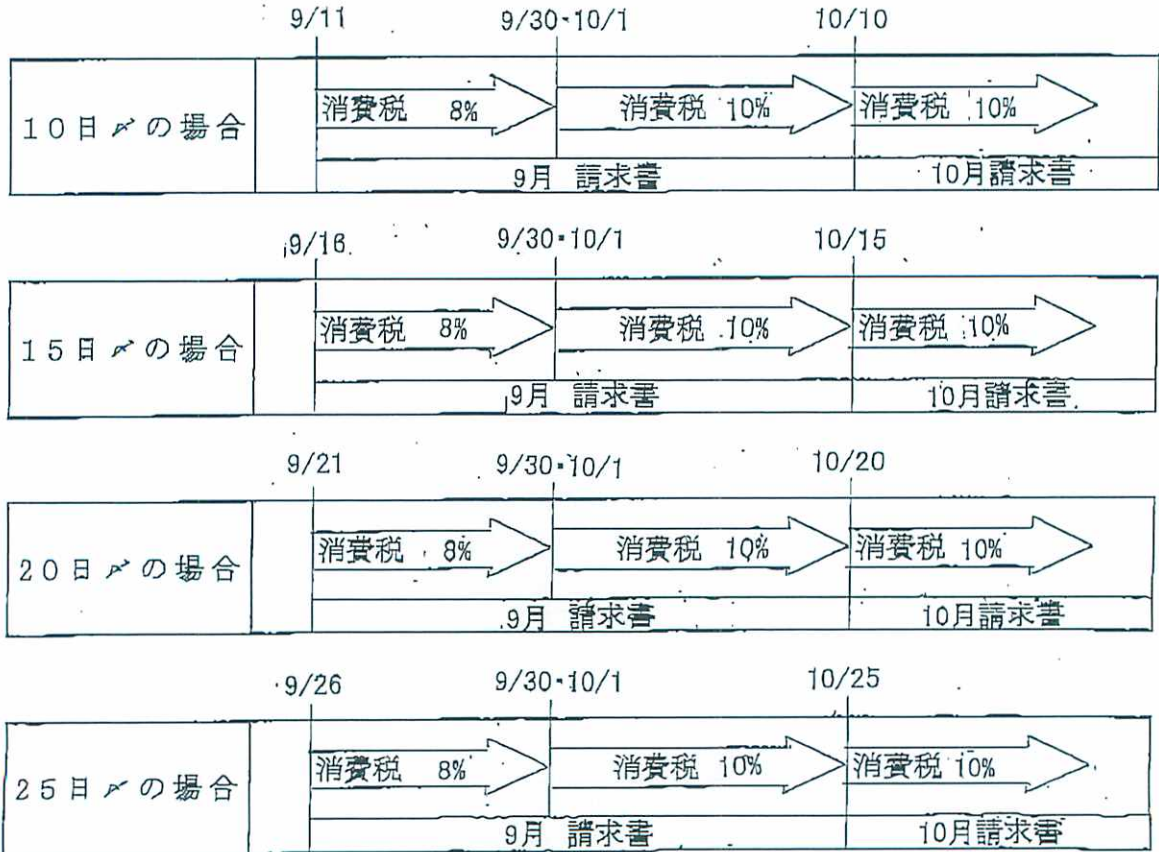 9/11 9/30・10/1 10/10
10日〆の場合 消費税 8% 消費税 10% 消費税 10%
9月 請求書 10月請求書
9/16 9/30・10/1 10/15
15日〆の場合 消費税 8% 消費税 10% 消費税 10%
9月 請求書 10月請求書
9/21 9/30・10/1 10/20
20日〆の場合 消費税 8% 消費税 10% 消費税 10%
9月 請求書 10月請求書
9/26 9/30・10/1 10/25
25日〆の場合 消費税 8% 消費税 10% 消費税 10%
9月 請求書 10月請求書